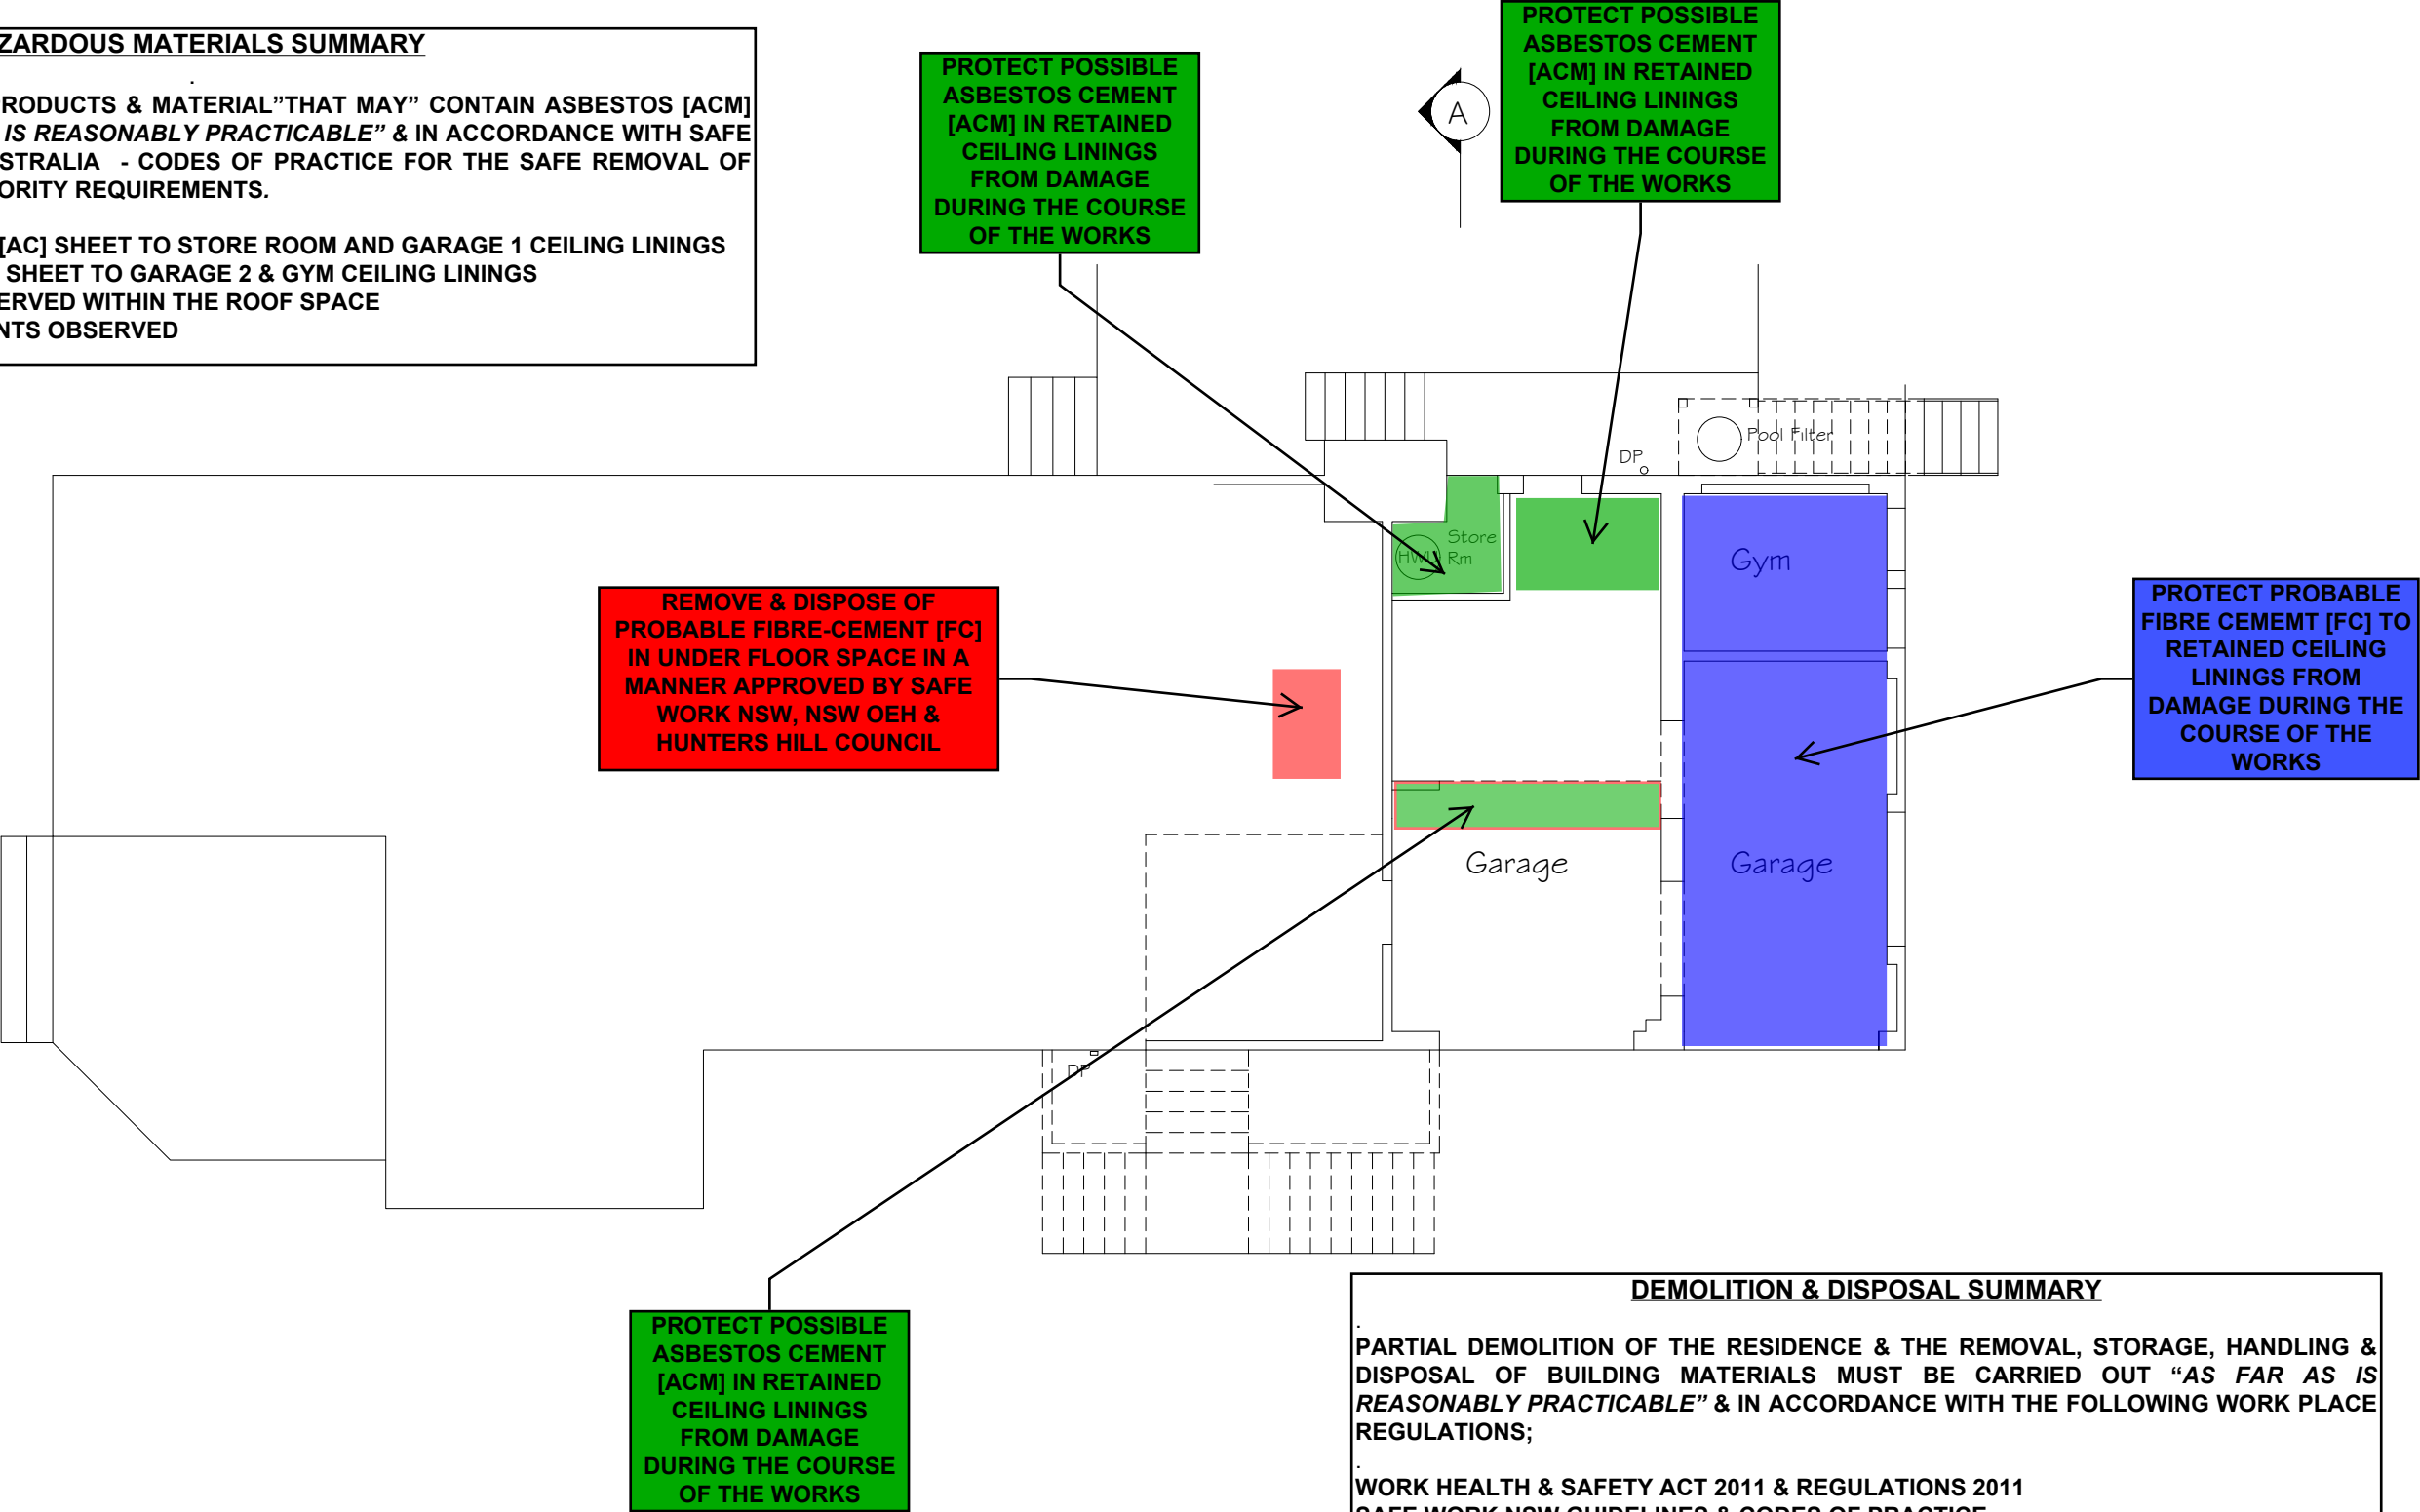 ZARDOUS MATERIALS SUMMARY
.
RODUCTS & MATERIAL”THAT MAY” CONTAIN ASBESTOS [ACM]
IS REASONABLY PRACTICABLE” & IN ACCORDANCE WITH SAFE
STRALIA - CODES OF PRACTICE FOR THE SAFE REMOVAL OF
ORITY REQUIREMENTS.
[AC] SHEET TO STORE ROOM AND GARAGE 1 CEILING LININGS
SHEET TO GARAGE 2 & GYM CEILING LININGS
ERVED WITHIN THE ROOF SPACE
NTS OBSERVED
PROTECT POSSIBLE
ASBESTOS CEMENT
[ACM] IN RETAINED
CEILING LININGS
FROM DAMAGE
DURING THE COURSE
OF THE WORKS
A
PROTECT POSSIBLE
ASBESTOS CEMENT
[ACM] IN RETAINED
CEILING LININGS
FROM DAMAGE
DURING THE COURSE
OF THE WORKS
Pool Filter
DP
Store
Rm
HWU
Gym
REMOVE & DISPOSE OF
PROBABLE FIBRE-CEMENT [FC]
IN UNDER FLOOR SPACE IN A
MANNER APPROVED BY SAFE
WORK NSW, NSW OEH &
HUNTERS HILL COUNCIL
PROTECT PROBABLE
FIBRE CEMEMT [FC] TO
RETAINED CEILING
LININGS FROM
DAMAGE DURING THE
COURSE OF THE
WORKS
Garage
Garage
DP
PROTECT POSSIBLE
ASBESTOS CEMENT
[ACM] IN RETAINED
CEILING LININGS
FROM DAMAGE
DURING THE COURSE
OF THE WORKS
DEMOLITION & DISPOSAL SUMMARY
.
PARTIAL DEMOLITION OF THE RESIDENCE & THE REMOVAL, STORAGE, HANDLING &
DISPOSAL OF BUILDING MATERIALS MUST BE CARRIED OUT “AS FAR AS IS
REASONABLY PRACTICABLE” & IN ACCORDANCE WITH THE FOLLOWING WORK PLACE
REGULATIONS;
.
WORK HEALTH & SAFETY ACT 2011 & REGULATIONS 2011
SAFE WORK NSW GUIDELINES & CODES OF PRACTICE